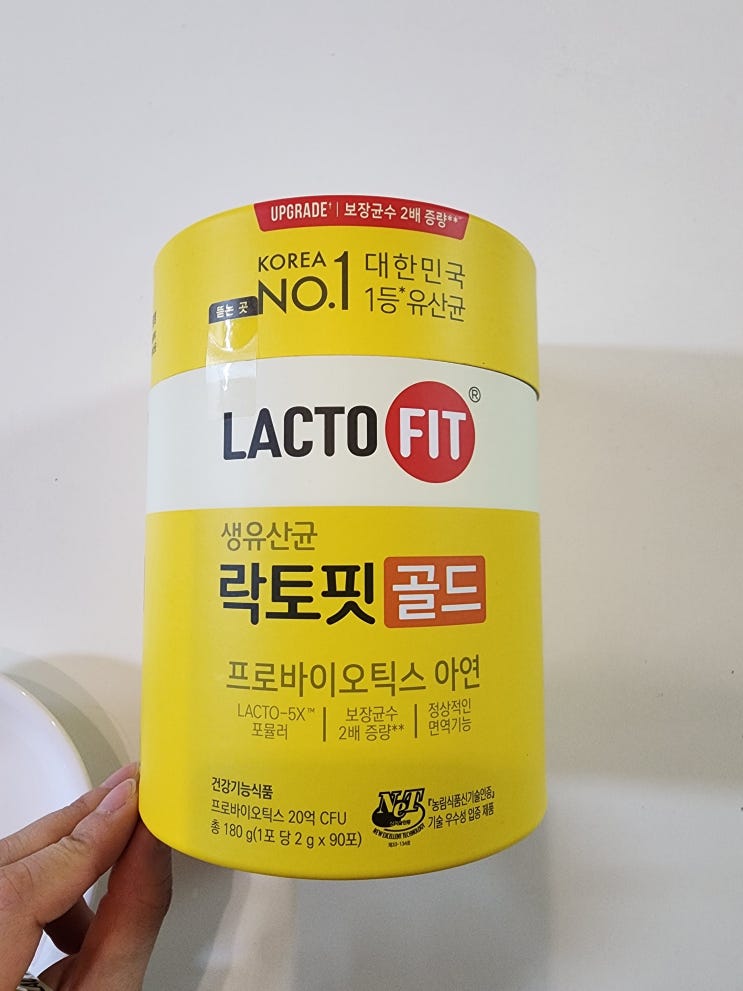 UPGRADE† | 보장균수 2배 증량**
KOREA
NO.1
대한민국
1등*유산균
뜯는 곳
LACTO FIT®
생유산균
락토핏 골드
프로바이오틱스 아연
LACTO-5X™
포뮬러
보장균수
2배 증량**
정상적인
면역기능
건강기능식품
프로바이오틱스 20억 CFU
총 180 g(1포 당 2 g x 90포)
NeT
NEW EXCELLENT TECHNOLOGY
『농림식품신기술인증』
기술 우수성 입증 제품